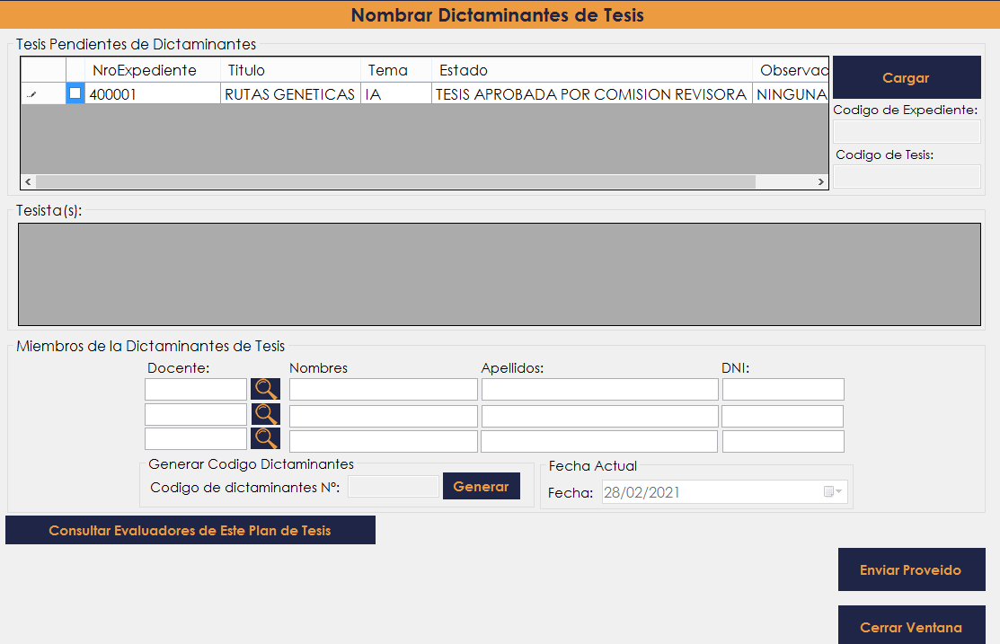 Nombrar Dictaminantes de Tesis
Tesis Pendientes de Dictaminantes
NroExpediente Titulo Tema Estado Observac
400001 RUTAS GENETICAS IA TESIS APROBADA POR COMISION REVISORA NINGUNA
Cargar
Codigo de Expediente:
Codigo de Tesis:
Tesista(s):
Miembros de la Dictaminantes de Tesis
Docente: Nombres Apellidos: DNI:
Generar Codigo Dictaminantes
Codigo de dictaminantes Nº: Generar
Fecha Actual
Fecha: 28/02/2021
Consultar Evaluadores de Este Plan de Tesis
Enviar Proveido
Cerrar Ventana